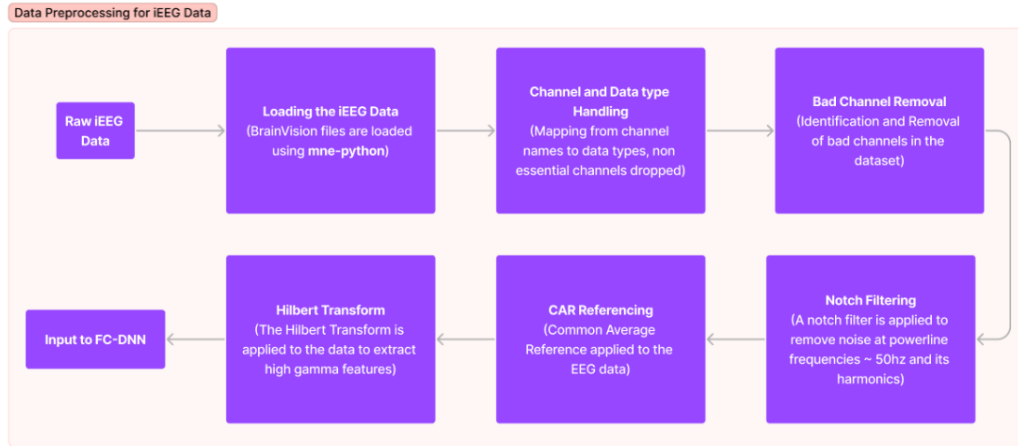 Data Preprocessing for iEEG Data
Raw iEEG
Data
Loading the iEEG Data
(BrainVision files are loaded
using mne-python)
Channel and Data type
Handling
(Mapping from channel
names to data types, non
essential channels dropped)
Bad Channel Removal
(Identification and Removal
of bad channels in the
dataset)
Notch Filtering
(A notch filter is applied to
remove noise at powerline
frequencies ~ 50hz and its
harmonics)
CAR Referencing
(Common Average
Reference applied to the
EEG data)
Hilbert Transform
(The Hilbert Transform is
applied to the data to extract
high gamma features)
Input to FC-DNN